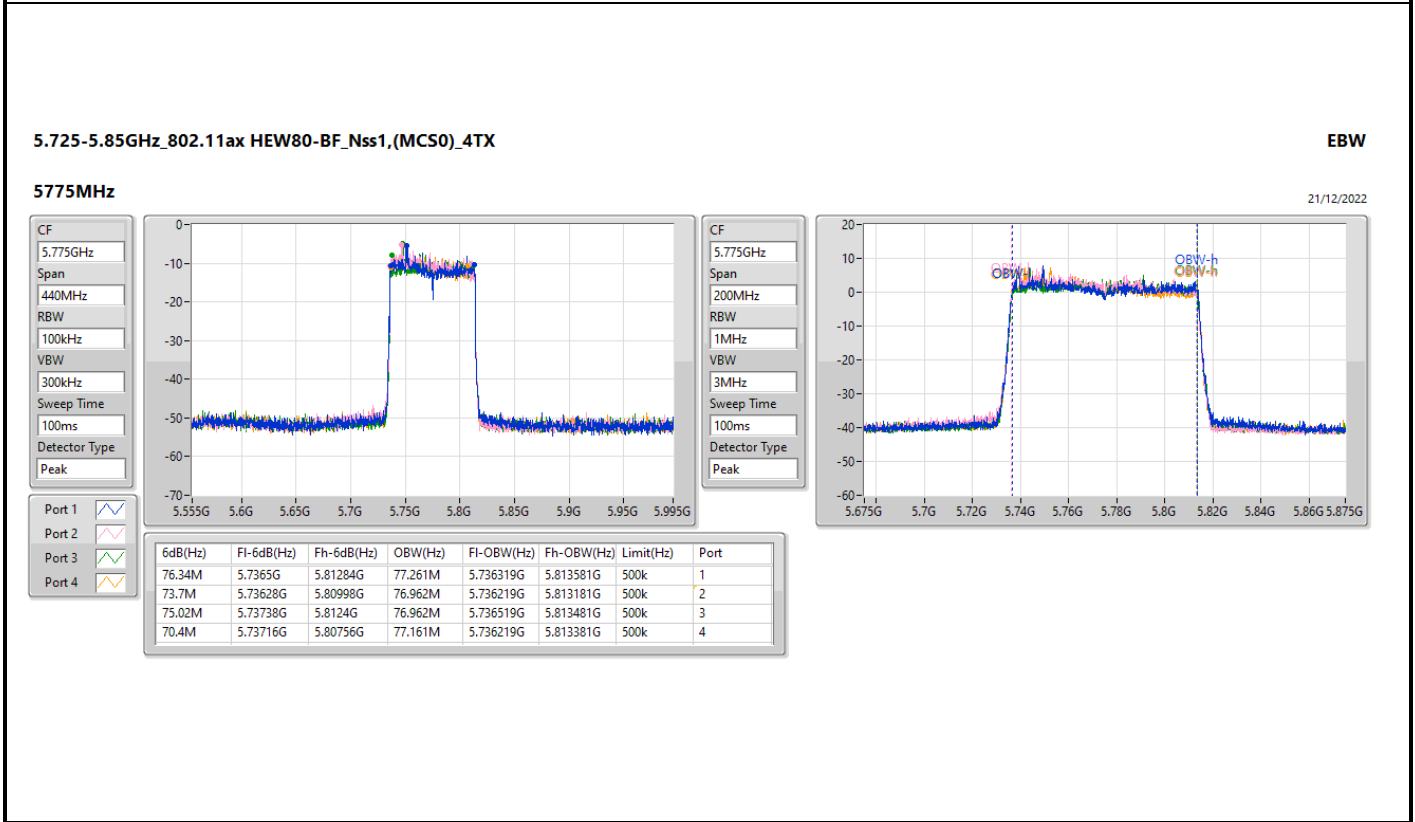 5.725-5.85GHz_802.11ax HEW80-BF_Nss1,(MCS0)_4TX
EBW
5775MHz
21/12/2022
CF
5.775GHz
Span
440MHz
RBW
100kHz
VBW
300kHz
Sweep Time
100ms
Detector Type
Peak
0
-10
-20
-30
-40
-50
-60
-70
5.555G 5.6G 5.65G 5.7G 5.75G 5.8G 5.85G 5.9G 5.95G 5.995G
CF
5.775GHz
Span
200MHz
RBW
1MHz
VBW
3MHz
Sweep Time
100ms
Detector Type
Peak
20
10
0
-10
-20
-30
-40
-50
-60
OBW-l
OBW-h
OBW-h
5.675G 5.7G 5.72G 5.74G 5.76G 5.78G 5.8G 5.82G 5.84G 5.86G 5.875G
Port 1
Port 2
Port 3
Port 4
6dB(Hz) Fl-6dB(Hz) Fh-6dB(Hz) OBW(Hz) Fl-OBW(Hz) Fh-OBW(Hz) Limit(Hz) Port
76.34M 5.7365G 5.81284G 77.261M 5.736319G 5.813581G 500k 1
73.7M 5.73628G 5.80998G 76.962M 5.736219G 5.813181G 500k 2
75.02M 5.73738G 5.8124G 76.962M 5.736519G 5.813481G 500k 3
70.4M 5.73716G 5.80756G 77.161M 5.736219G 5.813381G 500k 4